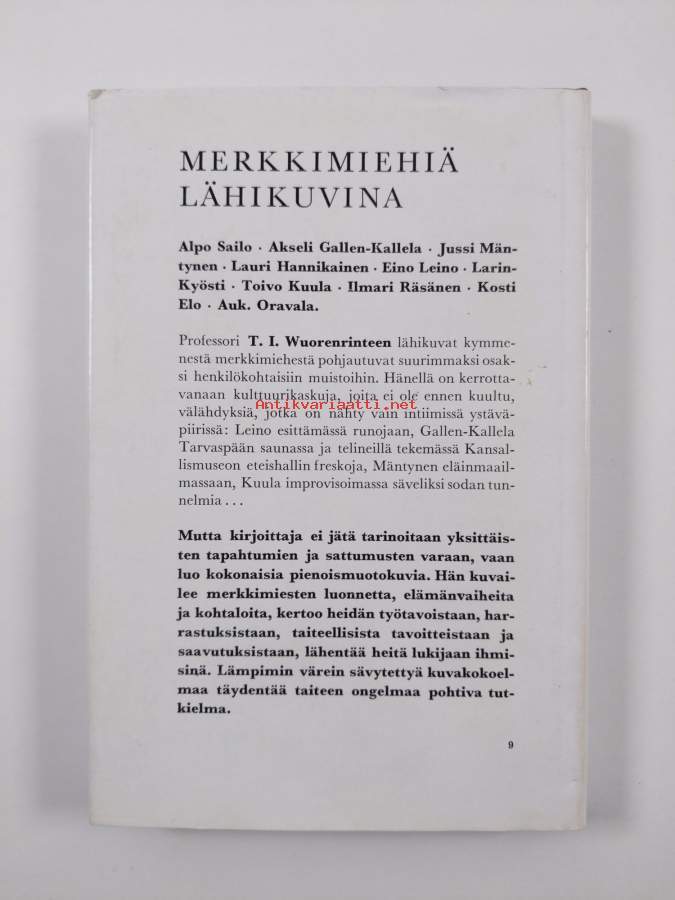 MERKKIMIEHIÄ
LÄHIKUVINA
Alpo Sailo · Akseli Gallen-Kallela · Jussi Män-
tynen · Lauri Hannikainen · Eino Leino · Larin-
Kyösti · Toivo Kuula · Ilmari Räsänen · Kosti
Elo · Auk. Oravala.
Professori T. I. Wuorenrinteen lähikuvat kymme-
nestä merkkimiehestä pohjautuvat suurimmaksi osak-
si henkilökohtaisiin muistoihin. Hänellä on kerrotta-
vanaan kulttuurikaskuja, joita ei ole ennen kuultu,
Antikvariaatti.net
välähdyksiä, jotka on nähty vain intiimissä ystävä-
piirissä: Leino esittämässä runojaan, Gallen-Kallela
Tarvaspään saunassa ja telineillä tekemässä Kansal-
lismuseon eteishallin freskoja, Mäntynen eläinmaail-
massaan, Kuula improvisoimassa säveliksi sodan tun-
nelmia . . .
Mutta kirjoittaja ei jätä tarinoitaan yksittäis-
ten tapahtumien ja sattumusten varaan, vaan
luo kokonaisia pienoismuotokuvia. Hän kuvai-
lee merkkimiesten luonnetta, elämänvaiheita
ja kohtaloita, kertoo heidän työtavoistaan, har-
rastuksistaan, taiteellisista tavoitteistaan ja
saavutuksistaan, lähentää heitä lukijaan ihmi-
sinä. Lämpimin värein sävytettyä kuvakokoel-
maa täydentää taiteen ongelmaa pohtiva tut-
kielma.
9